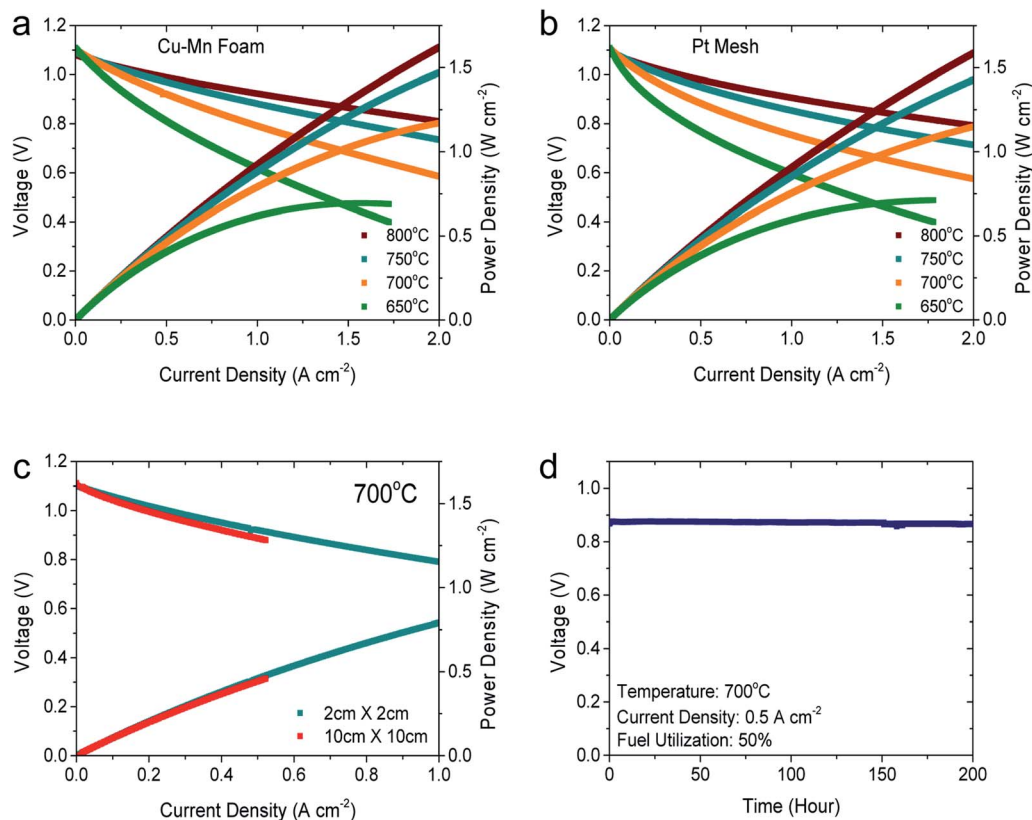 a
Cu-Mn Foam
1.2
1.0
0.8
0.6
0.4
0.2
0.0
Voltage (V)
1.5
1.0
0.5
0.0
Power Density (W cm⁻²)
800°C
750°C
700°C
650°C
0.0 0.5 1.0 1.5 2.0
Current Density (A cm⁻²)
b
Pt Mesh
1.2
1.0
0.8
0.6
0.4
0.2
0.0
Voltage (V)
1.5
1.0
0.5
0.0
Power Density (W cm⁻²)
800°C
750°C
700°C
650°C
0.0 0.5 1.0 1.5 2.0
Current Density (A cm⁻²)
c
700°C
1.2
1.0
0.8
0.6
0.4
0.2
0.0
Voltage (V)
1.5
1.0
0.5
0.0
Power Density (W cm⁻²)
2cm X 2cm
10cm X 10cm
0.0 0.2 0.4 0.6 0.8 1.0
Current Density (A cm⁻²)
d
1.0
0.8
0.6
0.4
0.2
0.0
Voltage (V)
Temperature: 700°C
Current Density: 0.5 A cm⁻²
Fuel Utilization: 50%
0 50 100 150 200
Time (Hour)